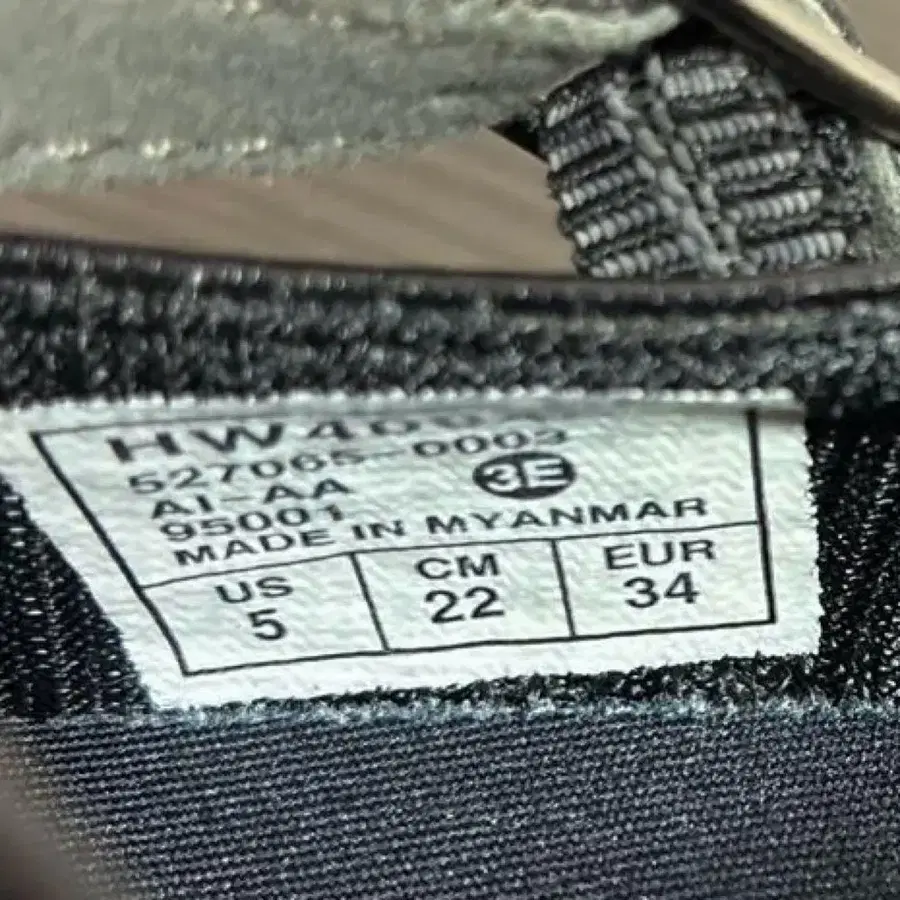 527065-0003
3E
AI-AA
95001
MADE IN MYANMAR
US CM EUR
5 22 34